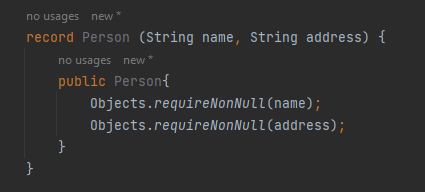 no usages   new *
record Person (String name, String address) {
no usages   new *
public Person{
Objects.requireNonNull(name);
Objects.requireNonNull(address);
}
}